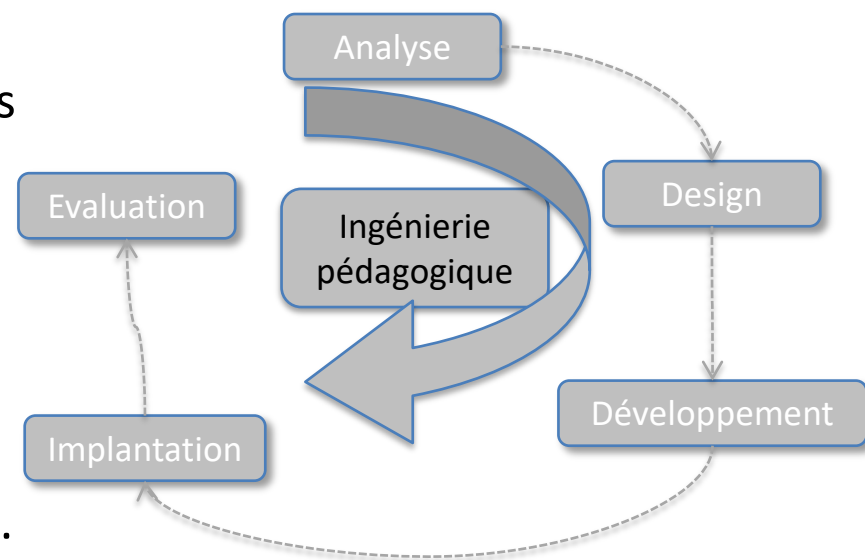 Analyse
s
Evaluation
Design
Ingénierie
pédagogique
Développement
Implantation
.